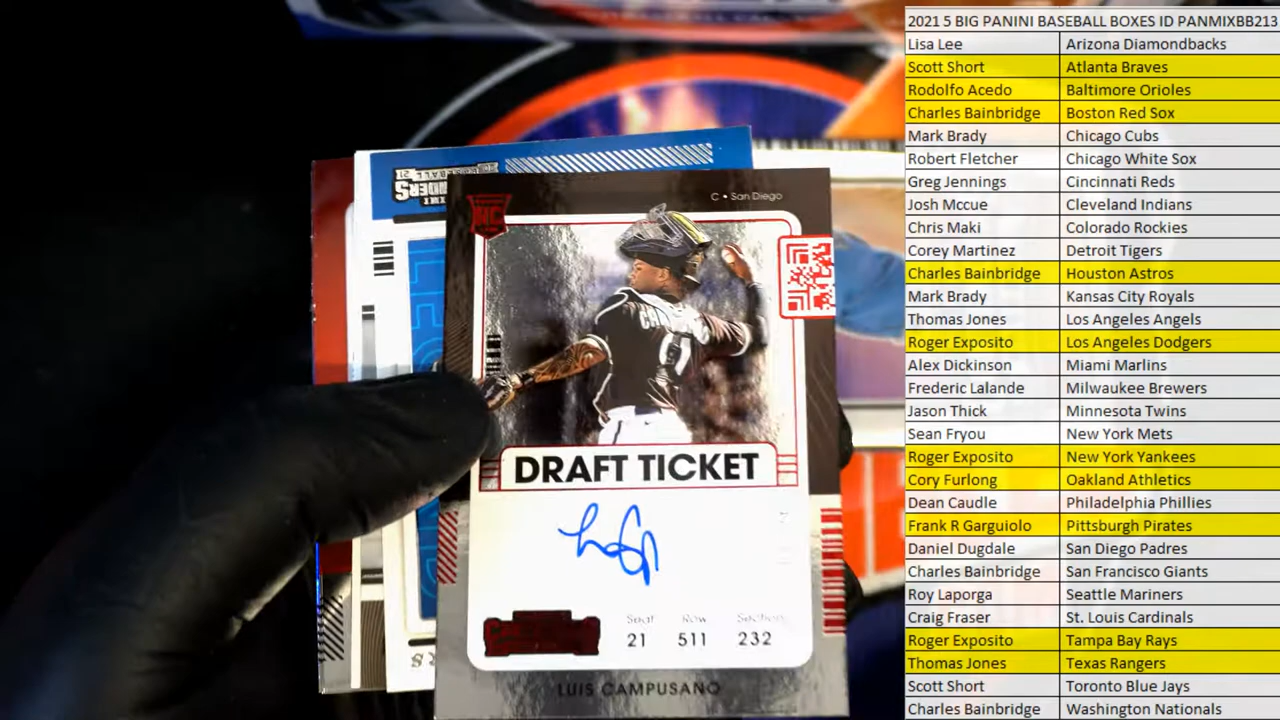 2021 5 BIG PANINI BASEBALL BOXES ID PANMIXBB213
Lisa Lee Arizona Diamondbacks
Scott Short Atlanta Braves
Rodolfo Acedo Baltimore Orioles
Charles Bainbridge Boston Red Sox
Mark Brady Chicago Cubs
Robert Fletcher Chicago White Sox
Greg Jennings Cincinnati Reds
Josh Mccue Cleveland Indians
Chris Maki Colorado Rockies
Corey Martinez Detroit Tigers
Charles Bainbridge Houston Astros
Mark Brady Kansas City Royals
Thomas Jones Los Angeles Angels
Roger Exposito Los Angeles Dodgers
Alex Dickinson Miami Marlins
Frederic Lalande Milwaukee Brewers
Jason Thick Minnesota Twins
Sean Fryou New York Mets
Roger Exposito New York Yankees
Cory Furlong Oakland Athletics
Dean Caudle Philadelphia Phillies
Frank R Garguiolo Pittsburgh Pirates
Daniel Dugdale San Diego Padres
Charles Bainbridge San Francisco Giants
Roy Laporga Seattle Mariners
Craig Fraser St. Louis Cardinals
Roger Exposito Tampa Bay Rays
Thomas Jones Texas Rangers
Scott Short Toronto Blue Jays
Charles Bainbridge Washington Nationals
C • San Diego
RC
9
DRAFT TICKET
Seat Row Section
21 511 232
LUIS CAMPUSANO